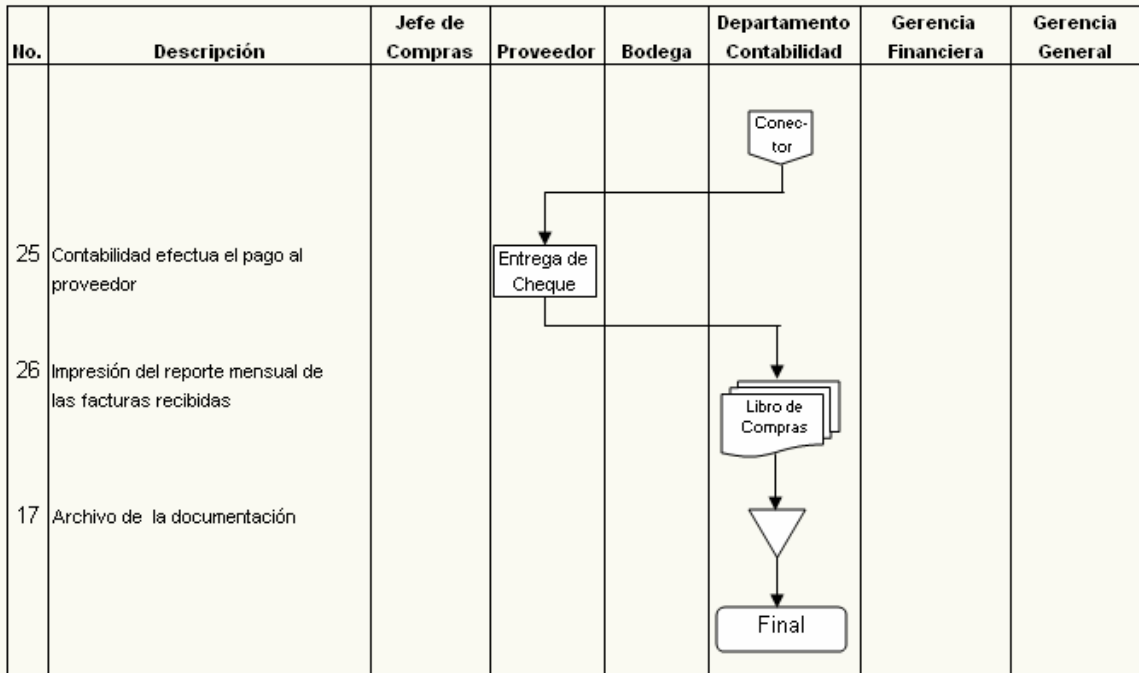 No.
Descripción
Jefe de
Compras
Proveedor
Bodega
Departamento
Contabilidad
Gerencia
Financiera
Gerencia
General
Conec-
tor
25 Contabilidad efectua el pago al
proveedor
Entrega de
Cheque
26 Impresión del reporte mensual de
las facturas recibidas
Libro de
Compras
17 Archivo de la documentación
Final